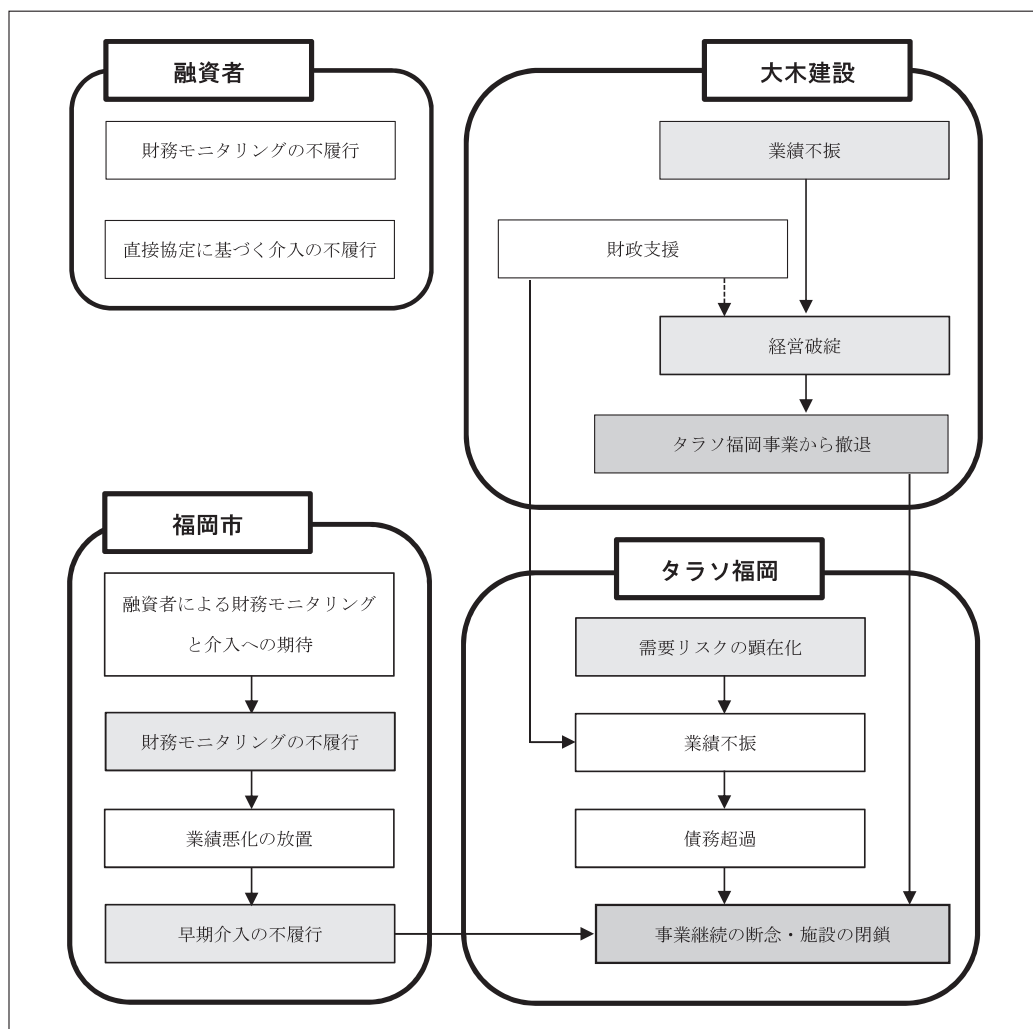 融資者
財務モニタリングの不履行
直接協定に基づく介入の不履行
大木建設
業績不振
財政支援
経営破綻
タラソ福岡事業から撤退
福岡市
融資者による財務モニタリング
と介入への期待
財務モニタリングの不履行
業績悪化の放置
早期介入の不履行
タラソ福岡
需要リスクの顕在化
業績不振
債務超過
事業継続の断念・施設の閉鎖